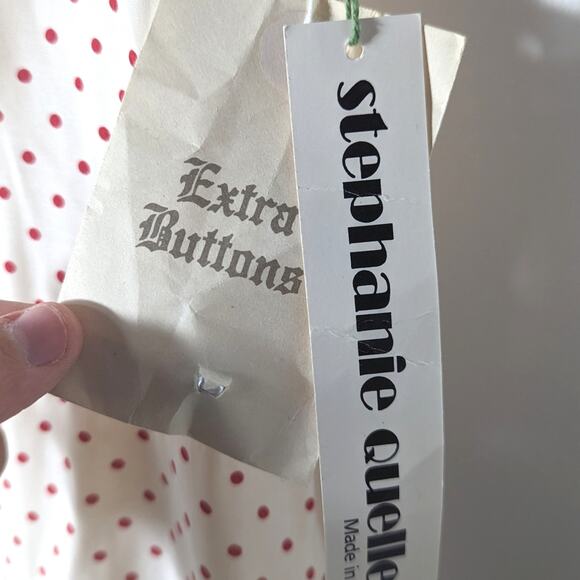 Extra
Buttons
stephanie quelle
Made in